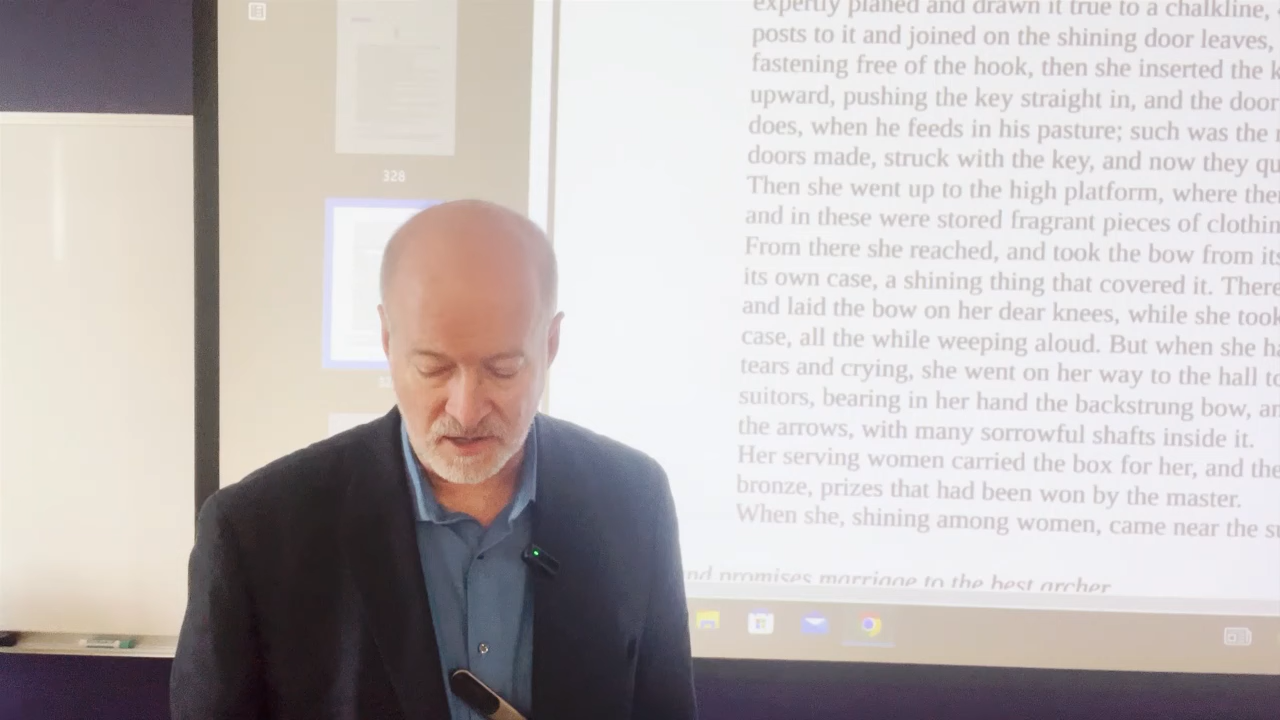 328
expertly planed and drawn it true to a chalkline,
posts to it and joined on the shining door leaves,
fastening free of the hook, then she inserted the
upward, pushing the key straight in, and the door
does, when he feeds in his pasture; such was the
doors made, struck with the key, and now they
Then she went up to the high platform, where
and in these were stored fragrant pieces of
From there she reached, and took the bow from its
its own case, a shining thing that covered it. There
and laid the bow on her dear knees, while she took
case, all the while weeping aloud. But when she
tears and crying, she went on her way to the hall
suitors, bearing in her hand the backstrung bow,
the arrows, with many sorrowful shafts inside it.
Her serving women carried the box for her, and
bronze, prizes that had been won by the master.
When she, shining among women, came near the
promises marriage to the best archer